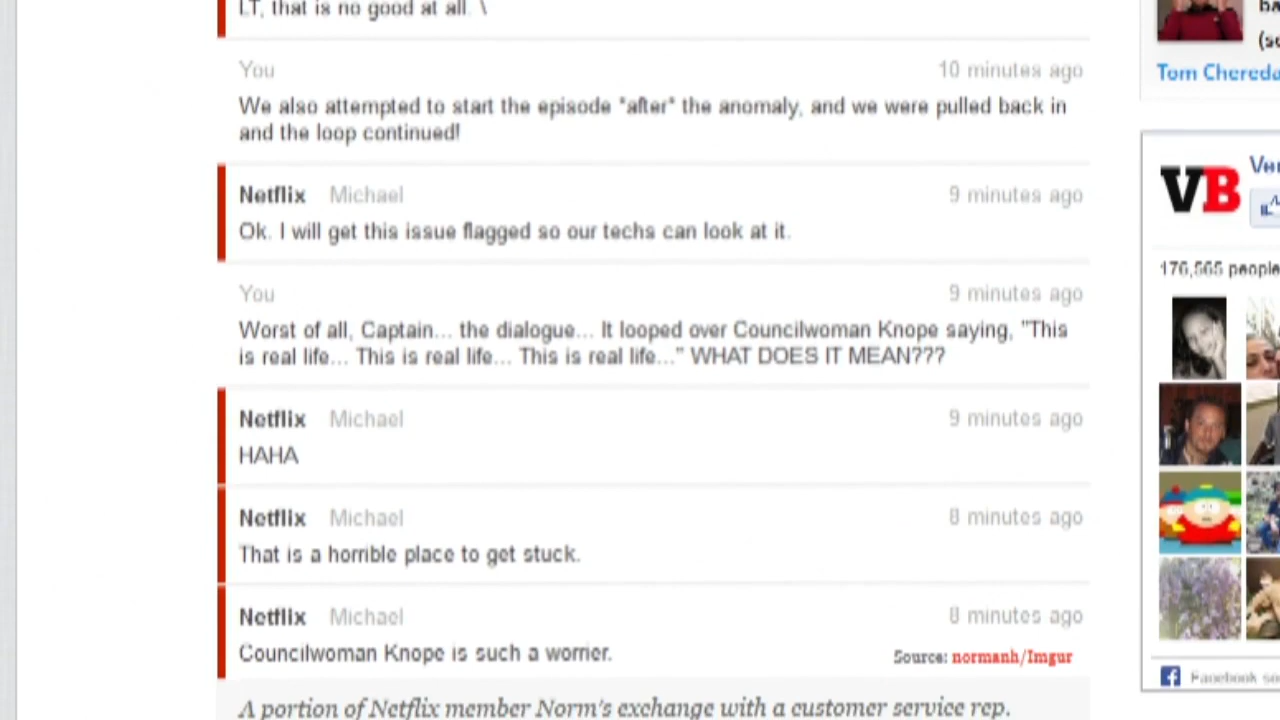 LT, that is no good at all. \
You 10 minutes ago
We also attempted to start the episode *after* the anomaly, and we were pulled back in
and the loop continued!
Netflix Michael 9 minutes ago
Ok. I will get this issue flagged so our techs can look at it.
You 9 minutes ago
Worst of all, Captain... the dialogue... It looped over Councilwoman Knope saying, "This
is real life... This is real life... This is real life..." WHAT DOES IT MEAN???
Netflix Michael 9 minutes ago
HAHA
Netflix Michael 8 minutes ago
That is a horrible place to get stuck.
Netflix Michael 8 minutes ago
Councilwoman Knope is such a worrier.
Source: normanh/Imgur
A portion of Netflix member Norm's exchange with a customer service rep.
Tom
VB
176,565 people
Facebook